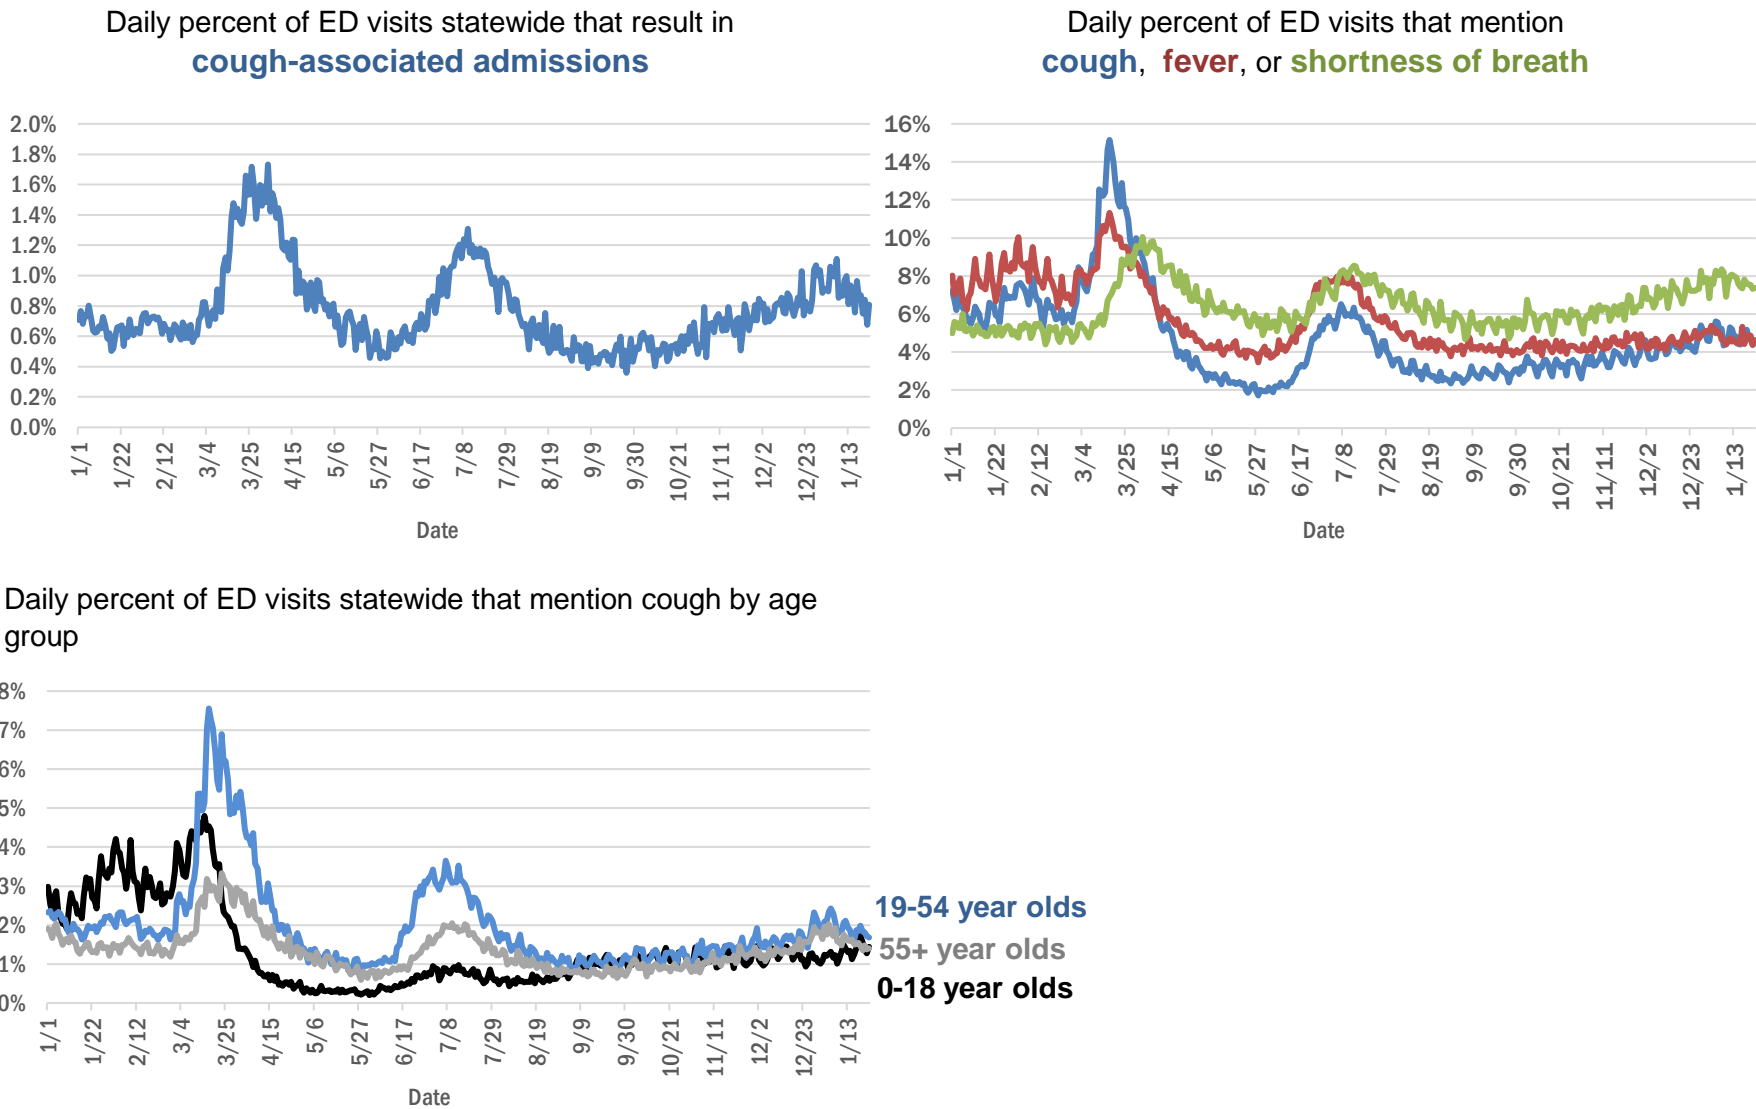 Daily percent of ED visits statewide that result in
cough-associated admissions
2.0%
1.8%
1.6%
1.4%
1.2%
1.0%
0.8%
0.6%
0.4%
0.2%
0.0%
1/1 1/22 2/12 3/4 3/25 4/15 5/6 5/27 6/17 7/8 7/29 8/19 9/9 9/30 10/21 11/11 12/2 12/23 1/13
Date
Daily percent of ED visits that mention
cough, fever, or shortness of breath
16%
14%
12%
10%
8%
6%
4%
2%
0%
1/1 1/22 2/12 3/4 3/25 4/15 5/6 5/27 6/17 7/8 7/29 8/19 9/9 9/30 10/21 11/11 12/2 12/23 1/13
Date
Daily percent of ED visits statewide that mention cough by age
group
8%
7%
6%
5%
4%
3%
2%
1%
0%
1/1 1/22 2/12 3/4 3/25 4/15 5/6 5/27 6/17 7/8 7/29 8/19 9/9 9/30 10/21 11/11 12/2 12/23 1/13
Date
19-54 year olds
55+ year olds
0-18 year olds